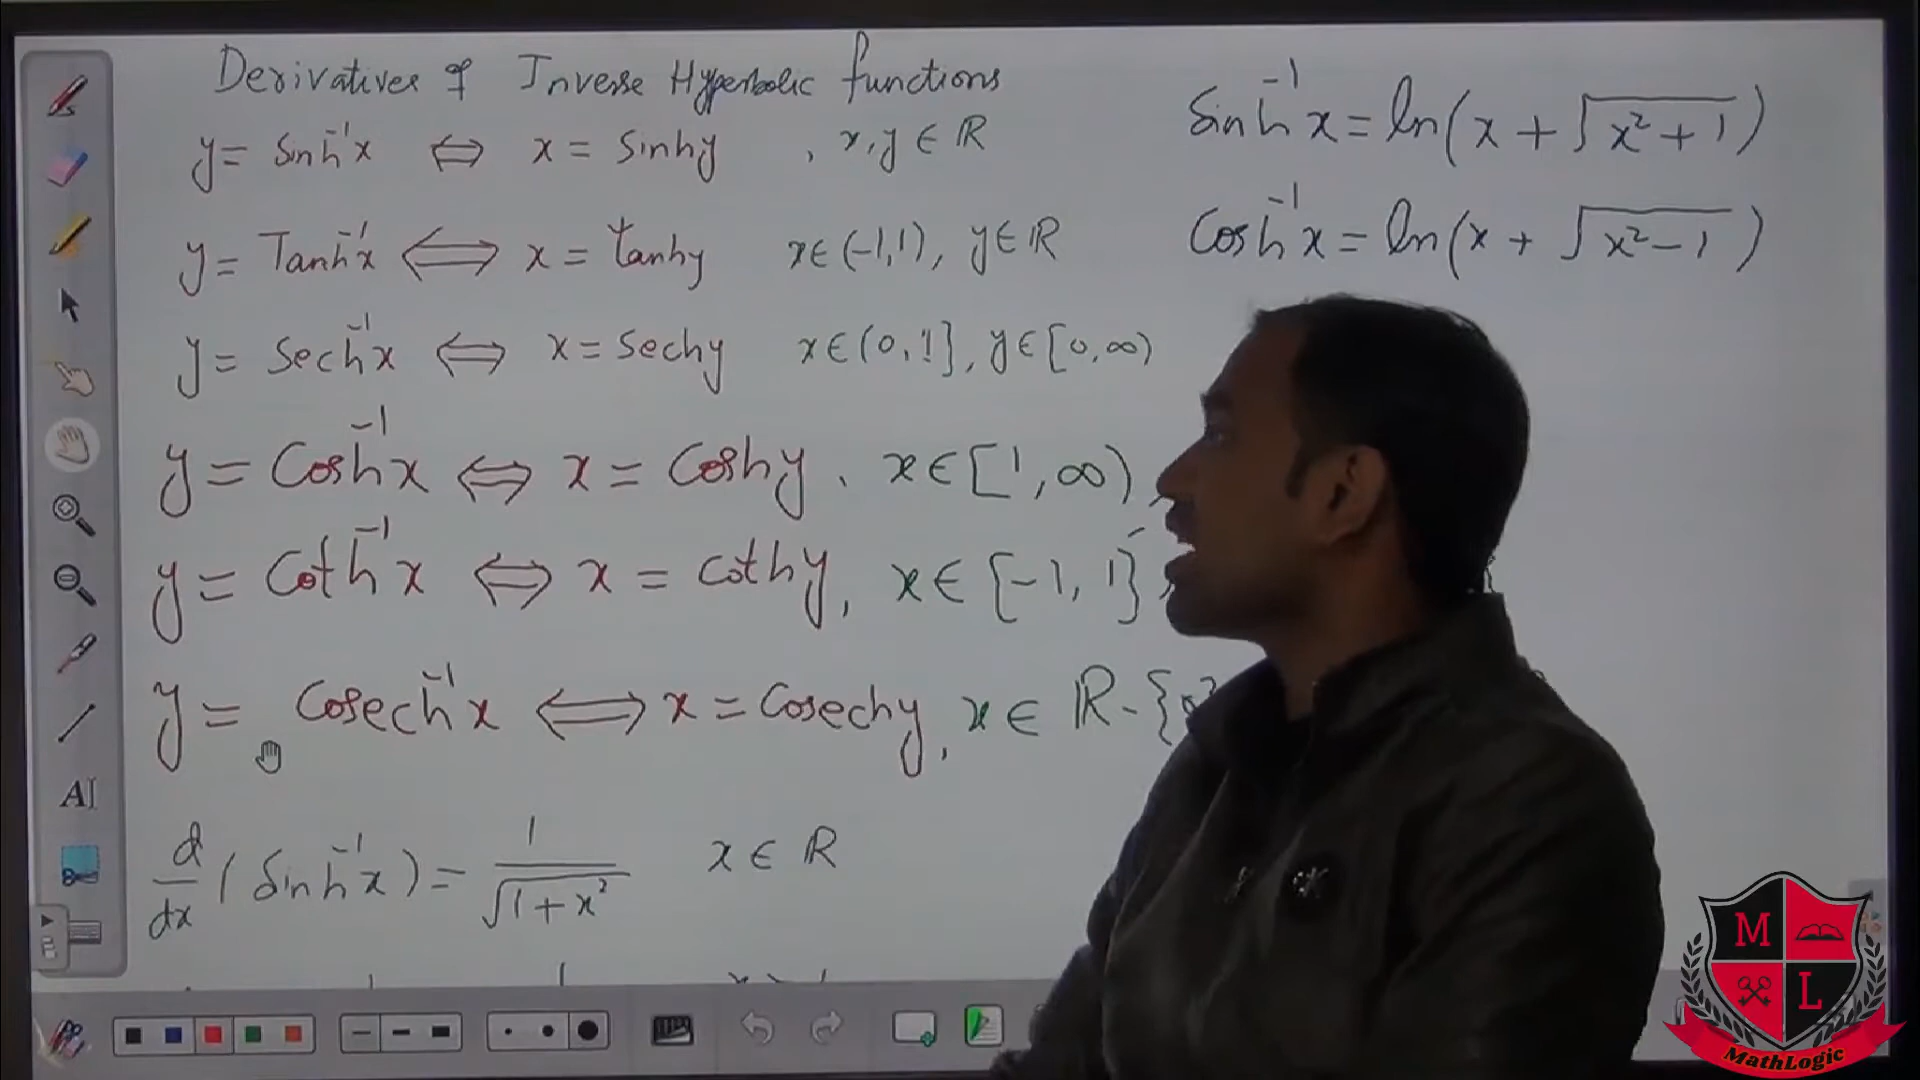 Derivatives of Inverse Hyperbolic functions
y = Sinh⁻¹x ⇔ x = Sinhy , x,y ∈ ℝ
y = Tanh⁻¹x ⇔ x = tanhy x∈(-1,1), y∈ℝ
y = Sech⁻¹x ⇔ x = Sechy x∈(0,1], y∈[0,∞)
y = Cosh⁻¹x ⇔ x = Coshy . x∈[1,∞)
y = Coth⁻¹x ⇔ x = cothy, x∈[-1,1]'
y = Cosech⁻¹x ⇔ x = Cosechy, x∈ ℝ-{0}
d/dx (Sinh⁻¹x) = 1/√(1+x²) x∈ℝ
Sinh⁻¹x = ln(x + √(x²+1))
Cosh⁻¹x = ln(x + √(x²-1))
A
M
L
MathLogic